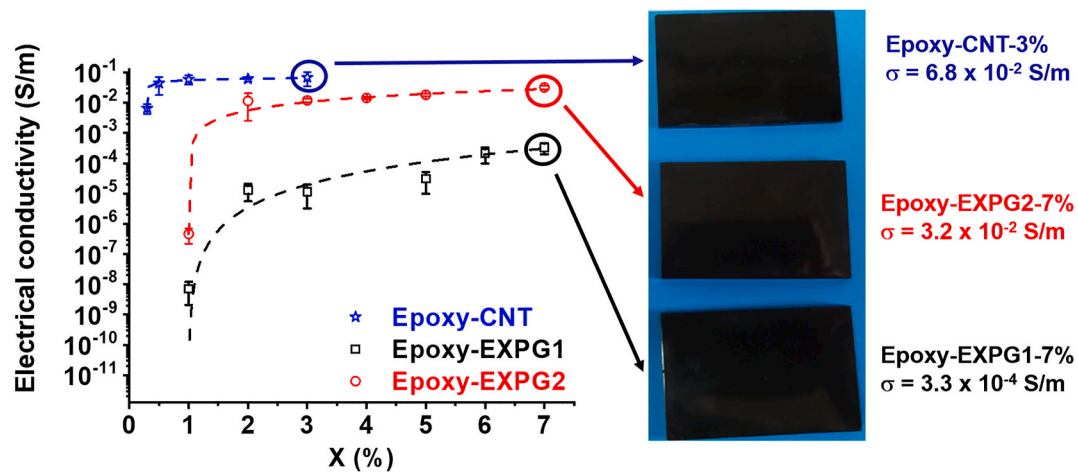 Electrical conductivity (S/m)
10⁻¹
10⁻²
10⁻³
10⁻⁴
10⁻⁵
10⁻⁶
10⁻⁷
10⁻⁸
10⁻⁹
10⁻¹⁰
10⁻¹¹
Epoxy-CNT
Epoxy-EXPG1
Epoxy-EXPG2
0 1 2 3 4 5 6 7
X (%)
Epoxy-CNT-3%
σ = 6.8 x 10⁻² S/m
Epoxy-EXPG2-7%
σ = 3.2 x 10⁻² S/m
Epoxy-EXPG1-7%
σ = 3.3 x 10⁻⁴ S/m